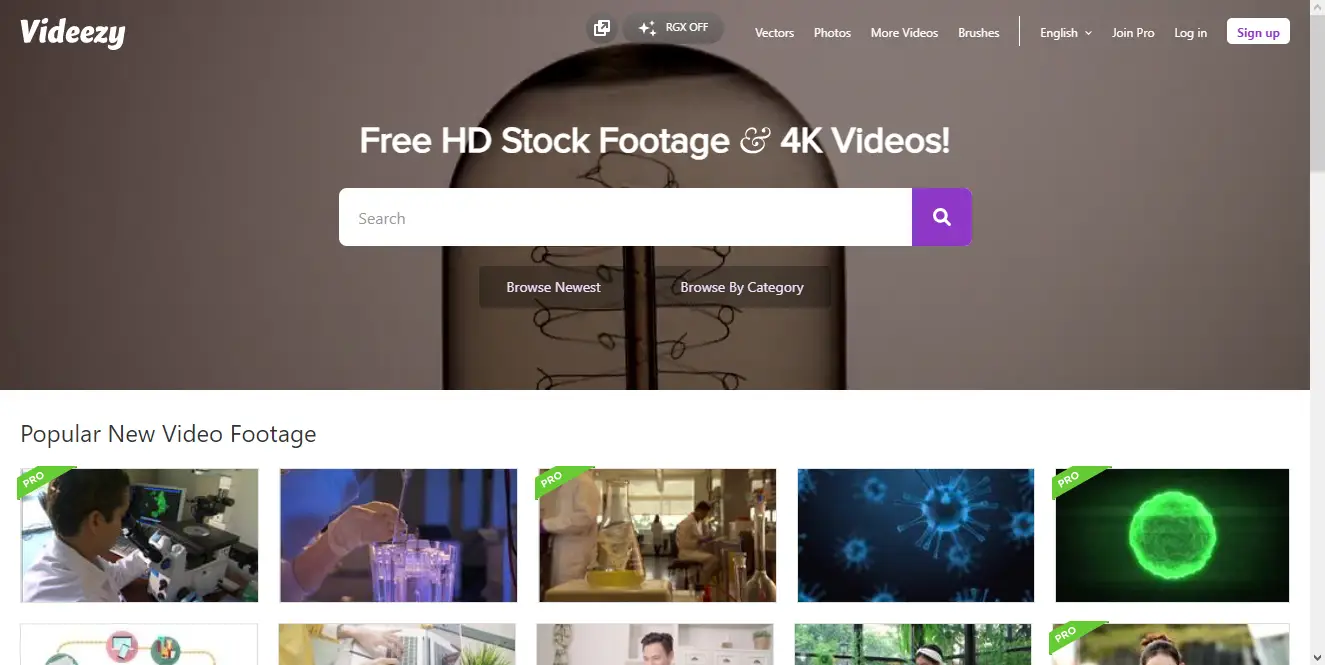 Videezy
RGX OFF
Vectors Photos More Videos Brushes English Join Pro Log in Sign up
Free HD Stock Footage & 4K Videos!
Search
Browse Newest Browse By Category
Popular New Video Footage
PRO PRO PRO
PRO